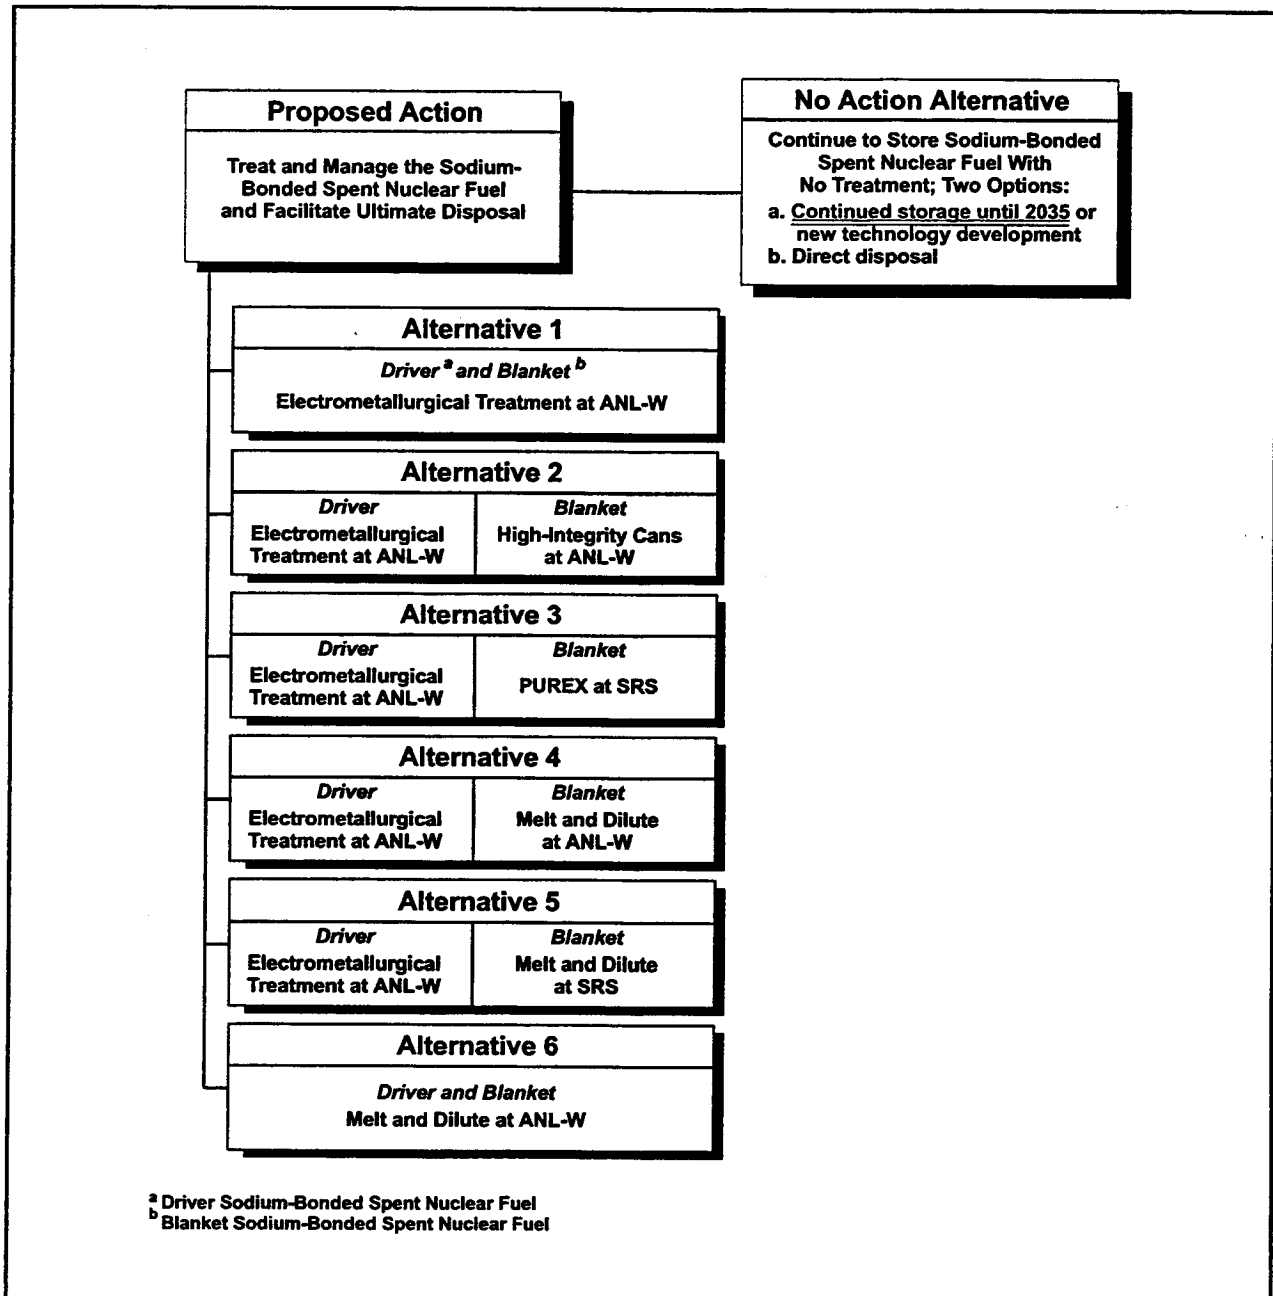 Proposed Action
Treat and Manage the Sodium-
Bonded Spent Nuclear Fuel
and Facilitate Ultimate Disposal
No Action Alternative
Continue to Store Sodium-Bonded
Spent Nuclear Fuel With
No Treatment; Two Options:
a. Continued storage until 2035 or
new technology development
b. Direct disposal
Alternative 1
Driver a and Blanket b
Electrometallurgical Treatment at ANL-W
Alternative 2
Driver
Electrometallurgical
Treatment at ANL-W
Blanket
High-Integrity Cans
at ANL-W
Alternative 3
Driver
Electrometallurgical
Treatment at ANL-W
Blanket
PUREX at SRS
Alternative 4
Driver
Electrometallurgical
Treatment at ANL-W
Blanket
Melt and Dilute
at ANL-W
Alternative 5
Driver
Electrometallurgical
Treatment at ANL-W
Blanket
Melt and Dilute
at SRS
Alternative 6
Driver and Blanket
Melt and Dilute at ANL-W
a Driver Sodium-Bonded Spent Nuclear Fuel
b Blanket Sodium-Bonded Spent Nuclear Fuel